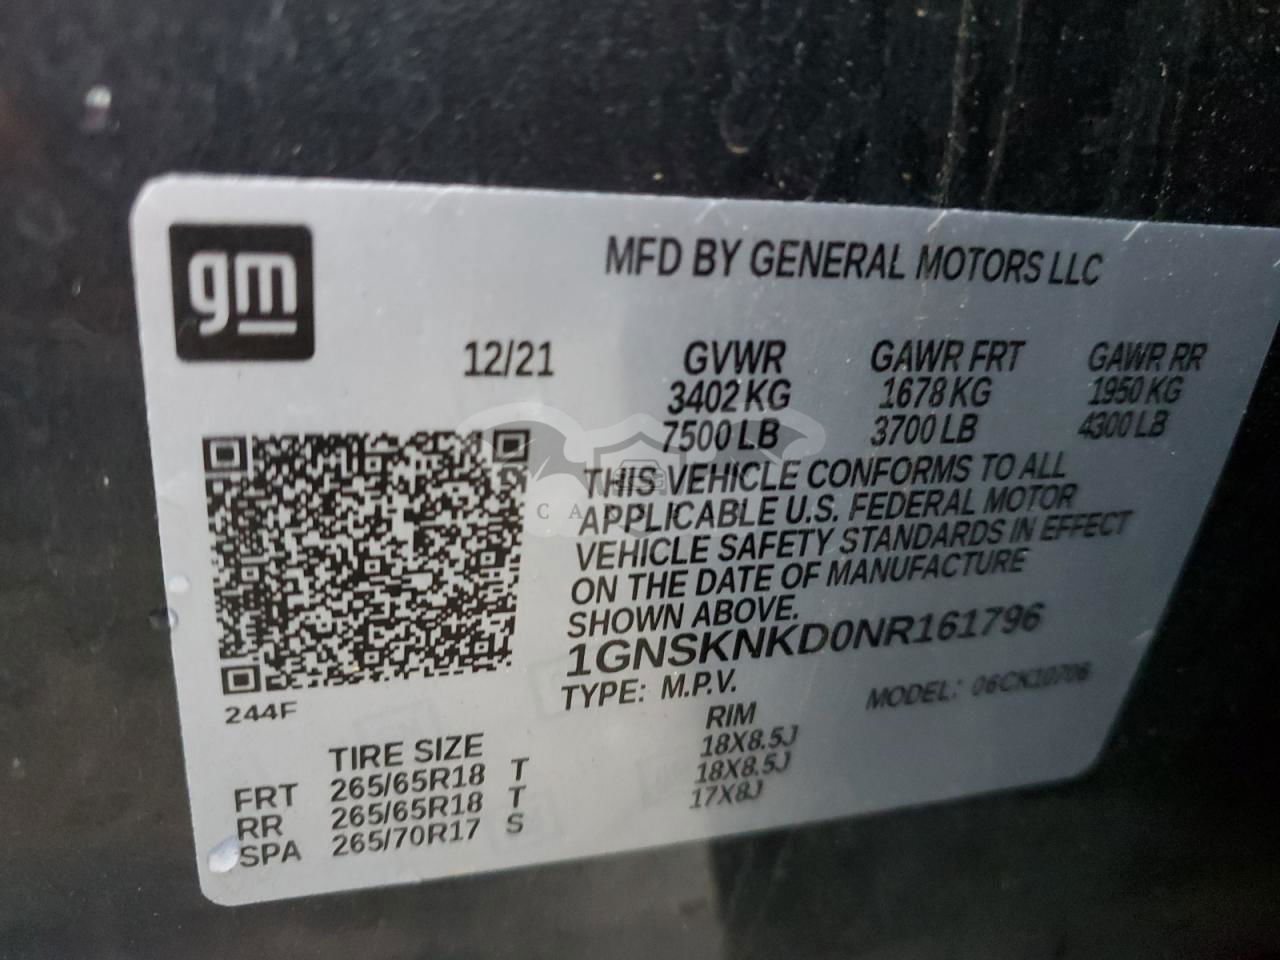 gm
MFD BY GENERAL MOTORS LLC
12/21 GVWR GAWR FRT GAWR RR
3402 KG 1678 KG 1950 KG
7500 LB 3700 LB 4300 LB
THIS VEHICLE CONFORMS TO ALL
APPLICABLE U.S. FEDERAL MOTOR
VEHICLE SAFETY STANDARDS IN EFFECT
ON THE DATE OF MANUFACTURE
SHOWN ABOVE.
1GNSKNKD0NR161796
TYPE: M.P.V. MODEL: 06CK10706
244F
TIRE SIZE RIM
FRT 265/65R18 T 18X8.5J
RR 265/65R18 T 18X8.5J
SPA 265/70R17 S 17X8J